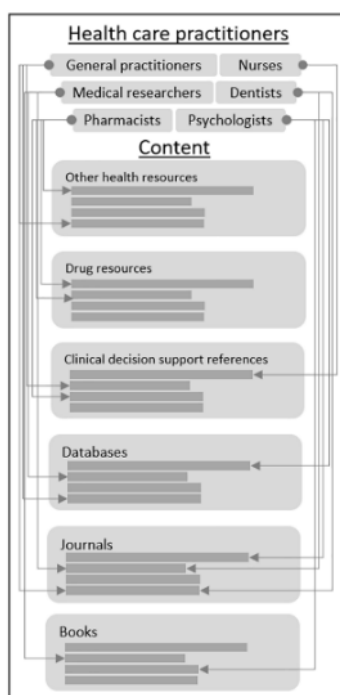 Health care practitioners
General practitioners Nurses
Medical researchers Dentists
Pharmacists Psychologists
Content
Other health resources
Drug resources
Clinical decision support references
Databases
Journals
Books